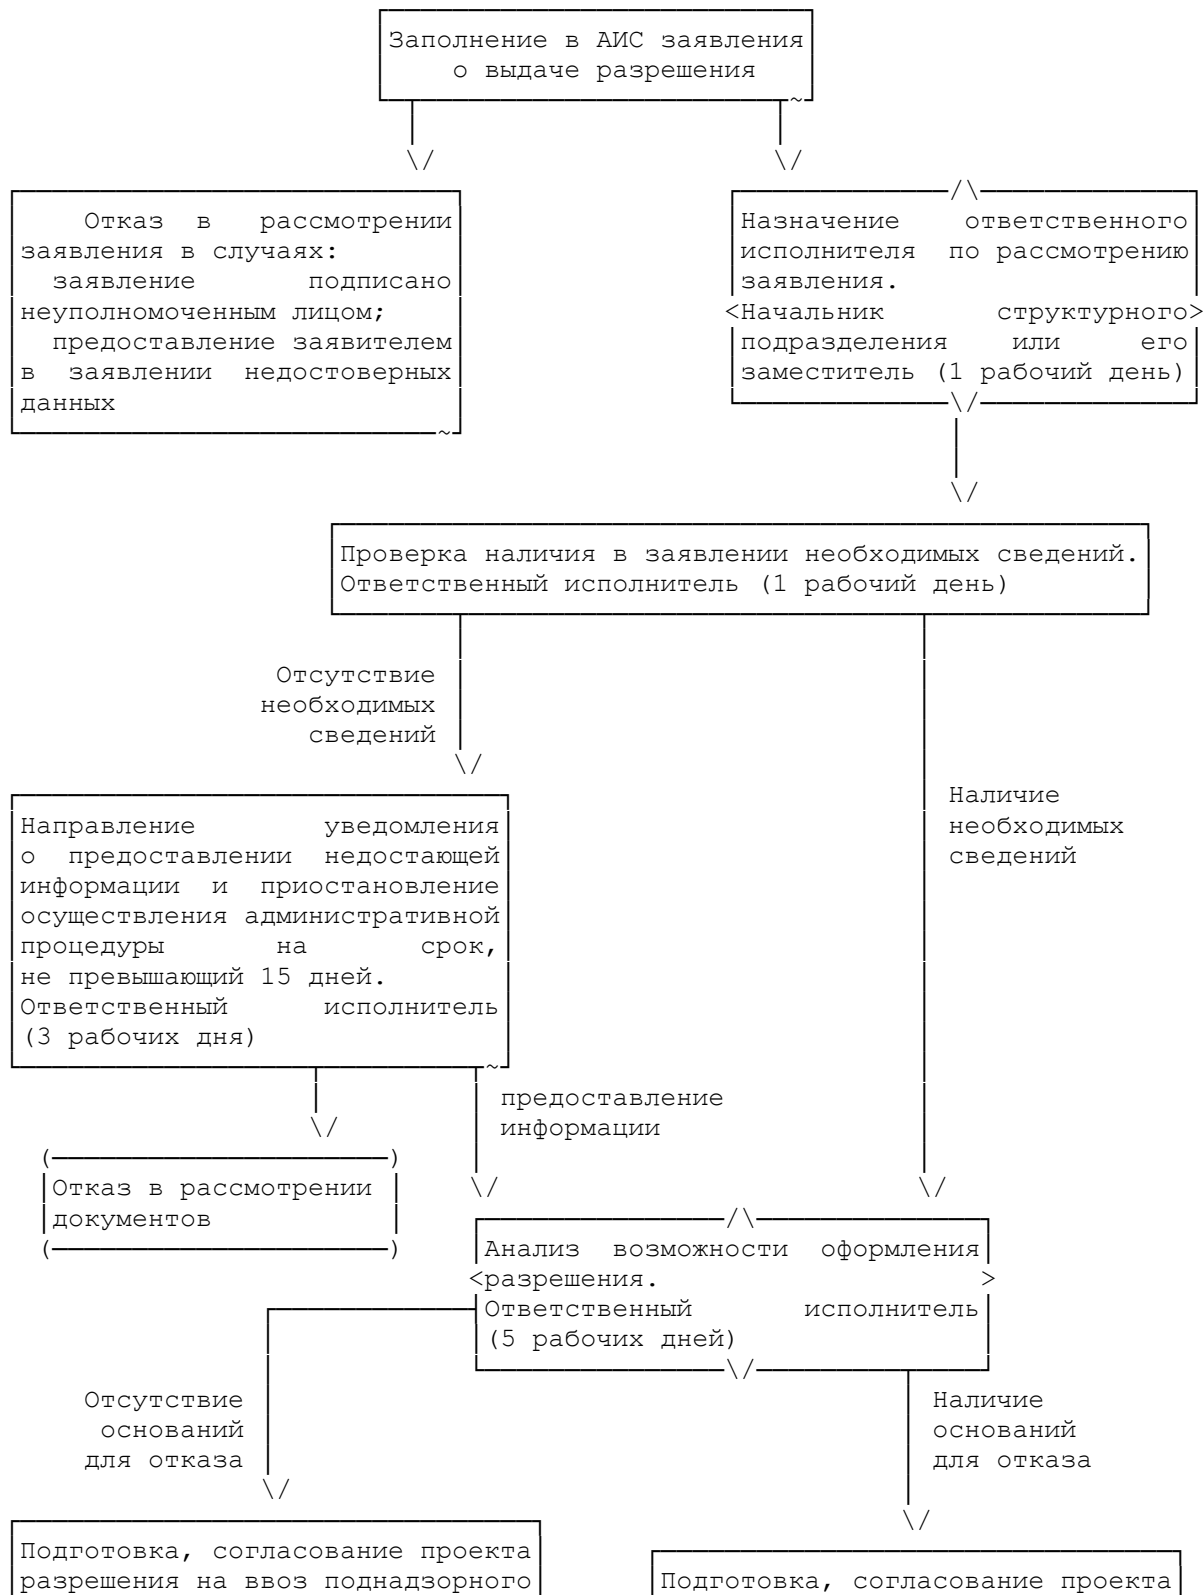 Заполнение в АИС заявления
о выдаче разрешения
Отказ в рассмотрении
заявления в случаях:
заявление подписано
неуполномоченным лицом;
предоставление заявителем
в заявлении недостоверных
данных
Назначение ответственного
исполнителя по рассмотрению
заявления.
Начальник структурного
подразделения или его
заместитель (1 рабочий день)
Проверка наличия в заявлении необходимых сведений.
Ответственный исполнитель (1 рабочий день)
Отсутствие
необходимых
сведений
Наличие
необходимых
сведений
Направление уведомления
о предоставлении недостающей
информации и приостановление
осуществления административной
процедуры на срок,
не превышающий 15 дней.
Ответственный исполнитель
(3 рабочих дня)
предоставление
информации
Отказ в рассмотрении
документов
Анализ возможности оформления
разрешения.
Ответственный исполнитель
(5 рабочих дней)
Отсутствие
оснований
для отказа
Наличие
оснований
для отказа
Подготовка, согласование проекта
разрешения на ввоз поднадзорного
Подготовка, согласование проекта